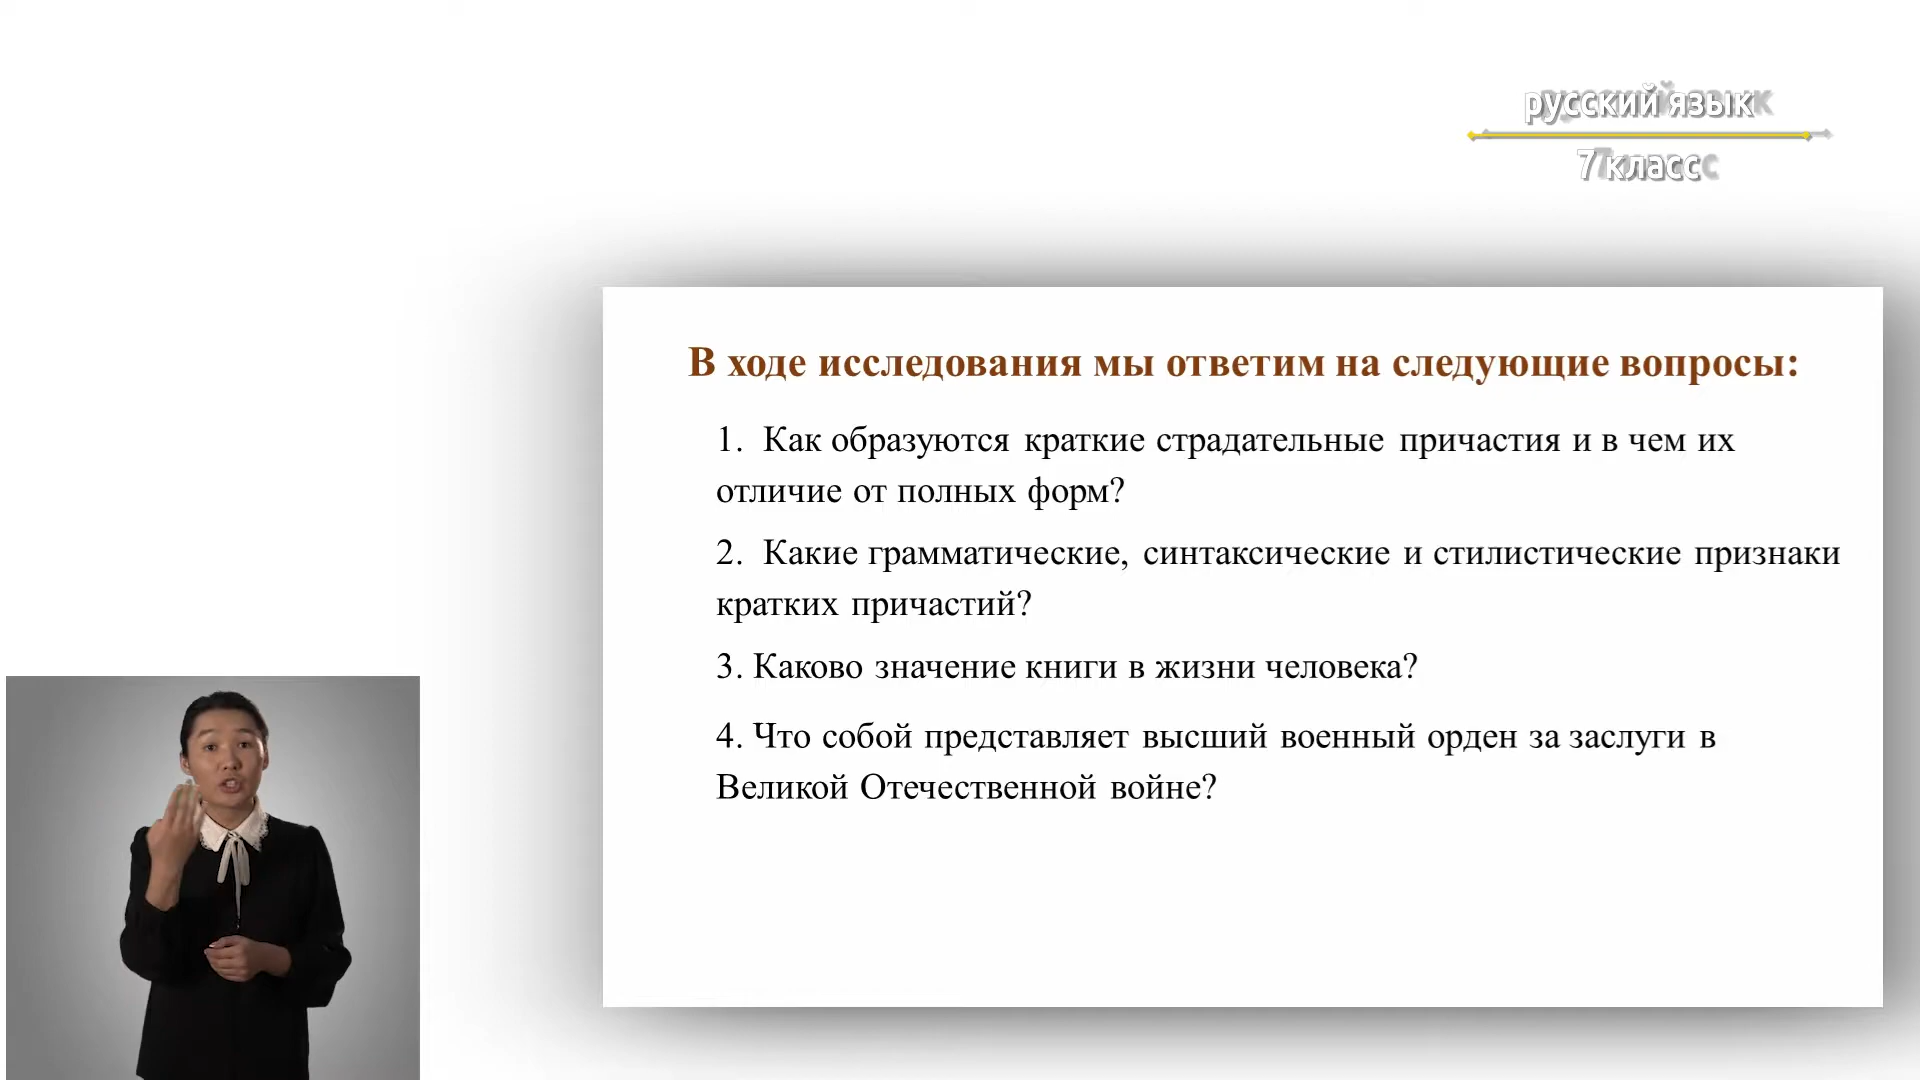 русский язык
7 класс
В ходе исследования мы ответим на следующие вопросы:
1. Как образуются краткие страдательные причастия и в чем их
отличие от полных форм?
2. Какие грамматические, синтаксические и стилистические признаки
кратких причастий?
3. Каково значение книги в жизни человека?
4. Что собой представляет высший военный орден за заслуги в
Великой Отечественной войне?